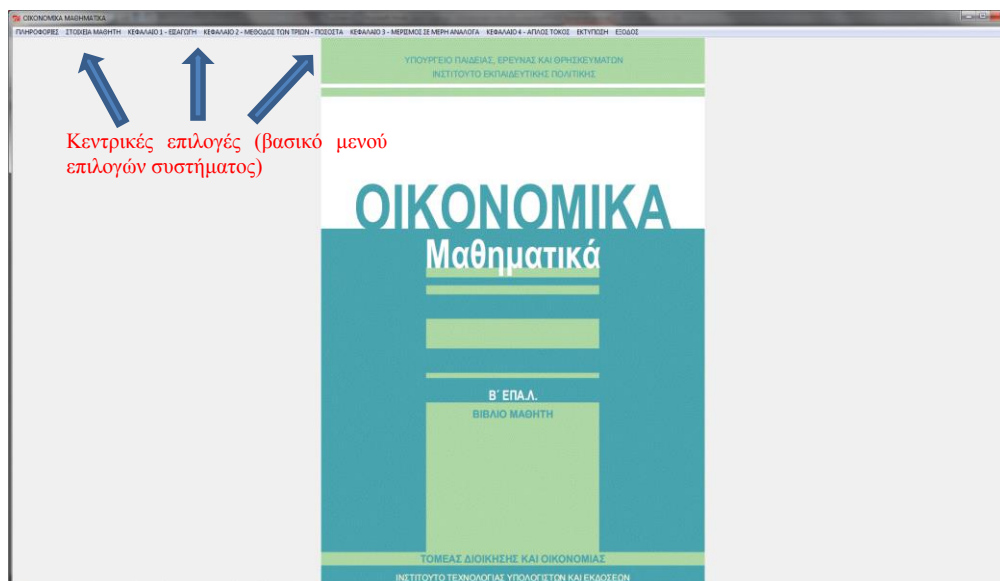 ΟΙΚΟΝΟΜΙΚΑ ΜΑΘΗΜΑΤΙΚΑ
ΠΛΗΡΟΦΟΡΙΕΣ ΣΤΟΙΧΕΙΑ ΜΑΘΗΤΗ ΚΕΦΑΛΑΙΟ 1 - ΕΙΣΑΓΩΓΗ ΚΕΦΑΛΑΙΟ 2 - ΜΕΘΟΔΟΣ ΤΩΝ ΤΡΙΩΝ - ΠΟΣΟΣΤΑ ΚΕΦΑΛΑΙΟ 3 - ΜΕΡΙΣΜΟΣ ΣΕ ΜΕΡΗ ΑΝΑΛΟΓΑ ΚΕΦΑΛΑΙΟ 4 - ΑΠΛΟΣ ΤΟΚΟΣ ΕΚΤΥΠΩΣΗ ΕΞΟΔΟΣ
ΥΠΟΥΡΓΕΙΟ ΠΑΙΔΕΙΑΣ, ΕΡΕΥΝΑΣ ΚΑΙ ΘΡΗΣΚΕΥΜΑΤΩΝ
ΙΝΣΤΙΤΟΥΤΟ ΕΚΠΑΙΔΕΥΤΙΚΗΣ ΠΟΛΙΤΙΚΗΣ
Κεντρικές επιλογές (βασικό μενού
επιλογών συστήματος)
ΟΙΚΟΝΟΜΙΚΑ
Μαθηματικά
Β΄ ΕΠΑ.Λ.
ΒΙΒΛΙΟ ΜΑΘΗΤΗ
ΤΟΜΕΑΣ ΔΙΟΙΚΗΣΗΣ ΚΑΙ ΟΙΚΟΝΟΜΙΑΣ
ΙΝΣΤΙΤΟΥΤΟ ΤΕΧΝΟΛΟΓΙΑΣ ΥΠΟΛΟΓΙΣΤΩΝ ΚΑΙ ΕΚΔΟΣΕΩΝ